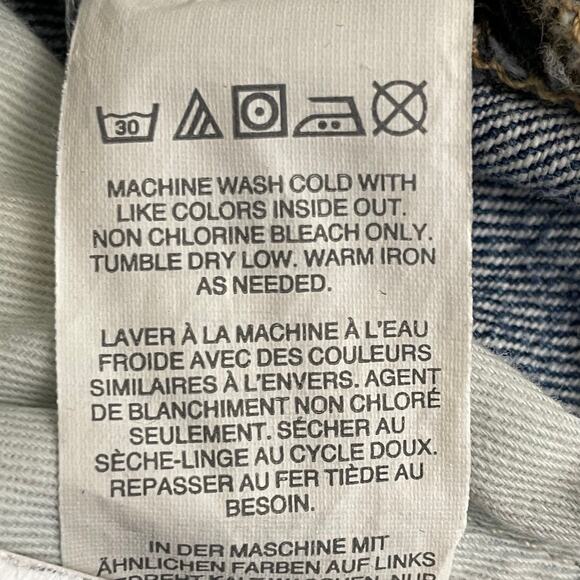 30
MACHINE WASH COLD WITH
LIKE COLORS INSIDE OUT.
NON CHLORINE BLEACH ONLY.
TUMBLE DRY LOW. WARM IRON
AS NEEDED.
LAVER À LA MACHINE À L'EAU
FROIDE AVEC DES COULEURS
SIMILAIRES À L'ENVERS. AGENT
DE BLANCHIMENT NON CHLORÉ
SEULEMENT. SÉCHER AU
SÈCHE-LINGE AU CYCLE DOUX.
REPASSER AU FER TIÈDE AU
BESOIN.
IN DER MASCHINE MIT
ÄHNLICHEN FARBEN AUF LINKS